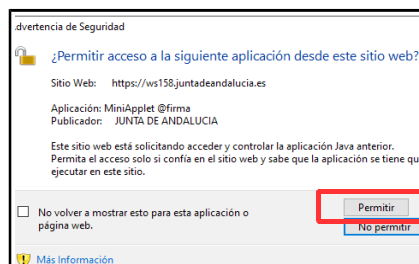 dvertencia de Seguridad
¿Permitir acceso a la siguiente aplicación desde este sitio web?
Sitio Web: https://ws158.juntadeandalucia.es
Aplicación: MiniApplet @firma
Publicador: JUNTA DE ANDALUCIA
Este sitio web está solicitando acceder y controlar la aplicación Java anterior.
Permita el acceso solo si confía en el sitio web y sabe que la aplicación se tiene qu
ejecutar en este sitio.
No volver a mostrar esto para esta aplicación o
página web.
Permitir
No permitir
Más Información